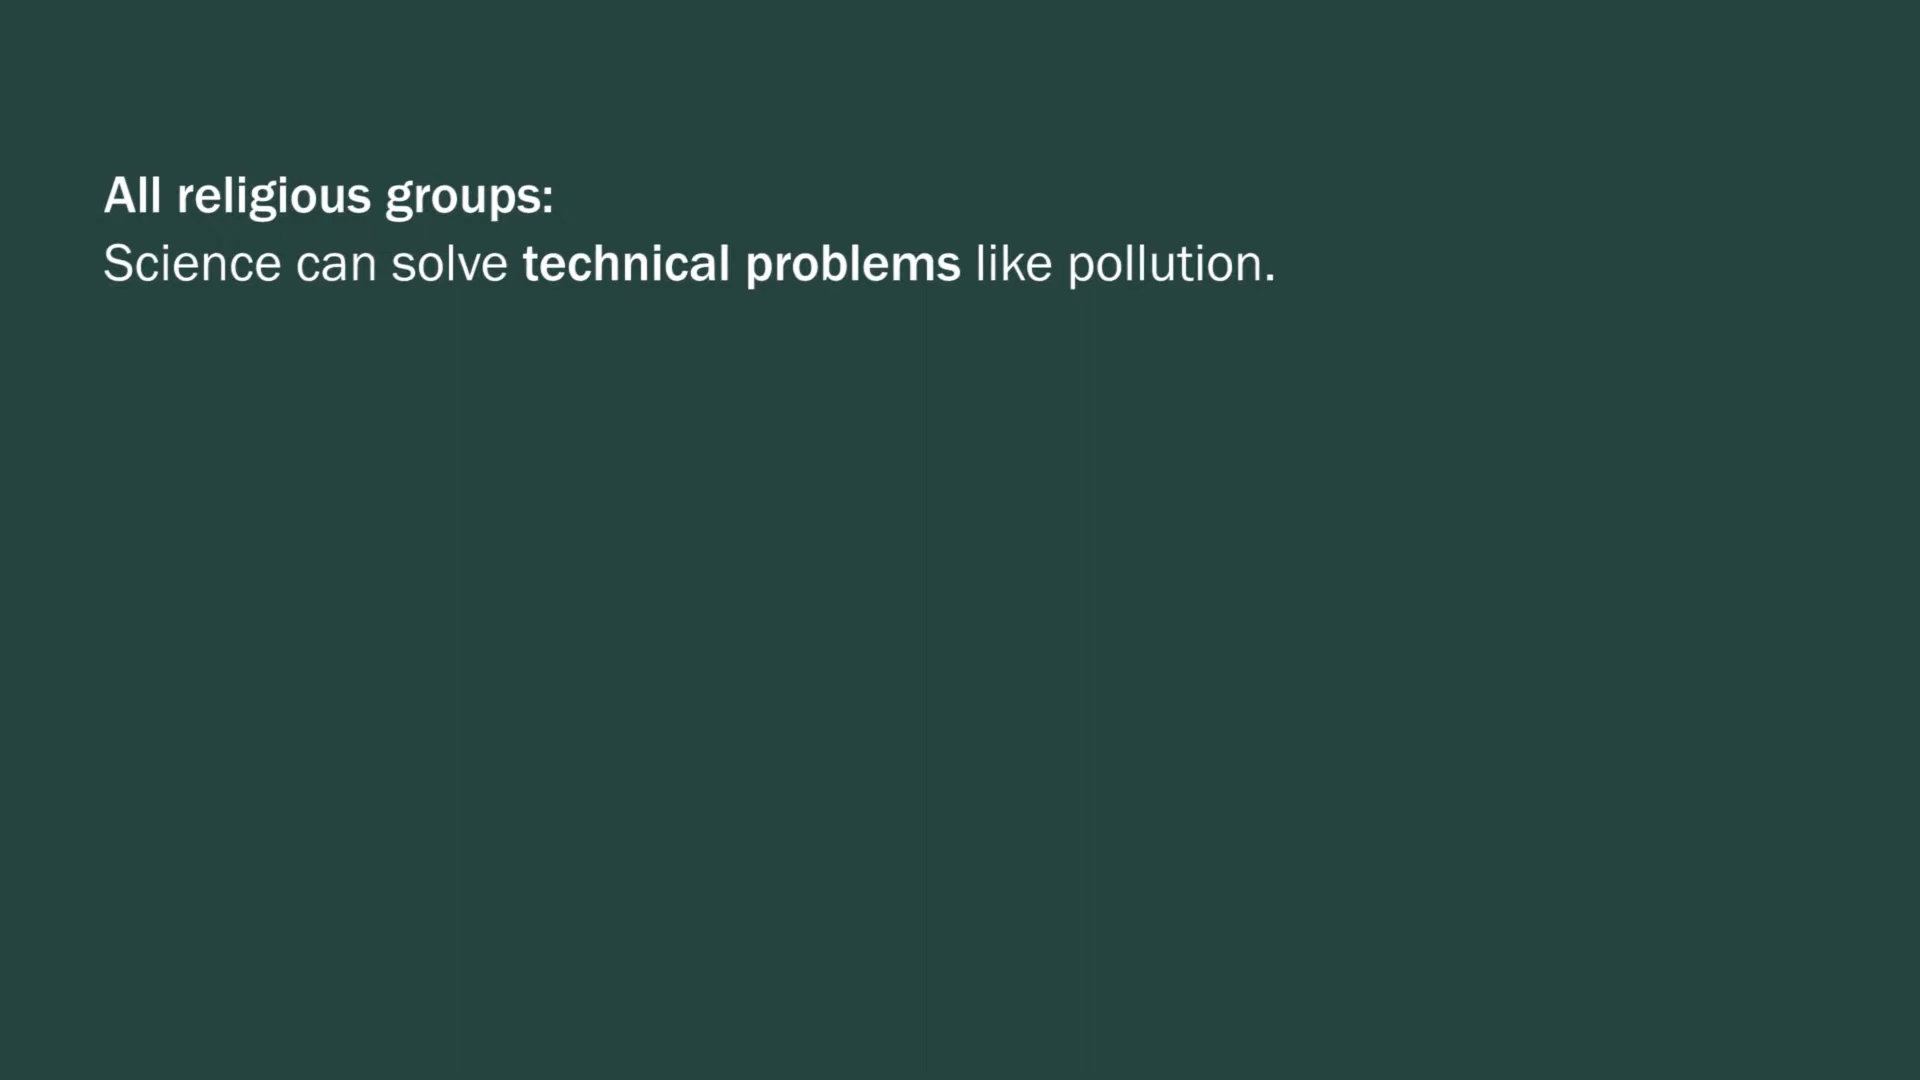 All religious groups:
Science can solve technical problems like pollution.